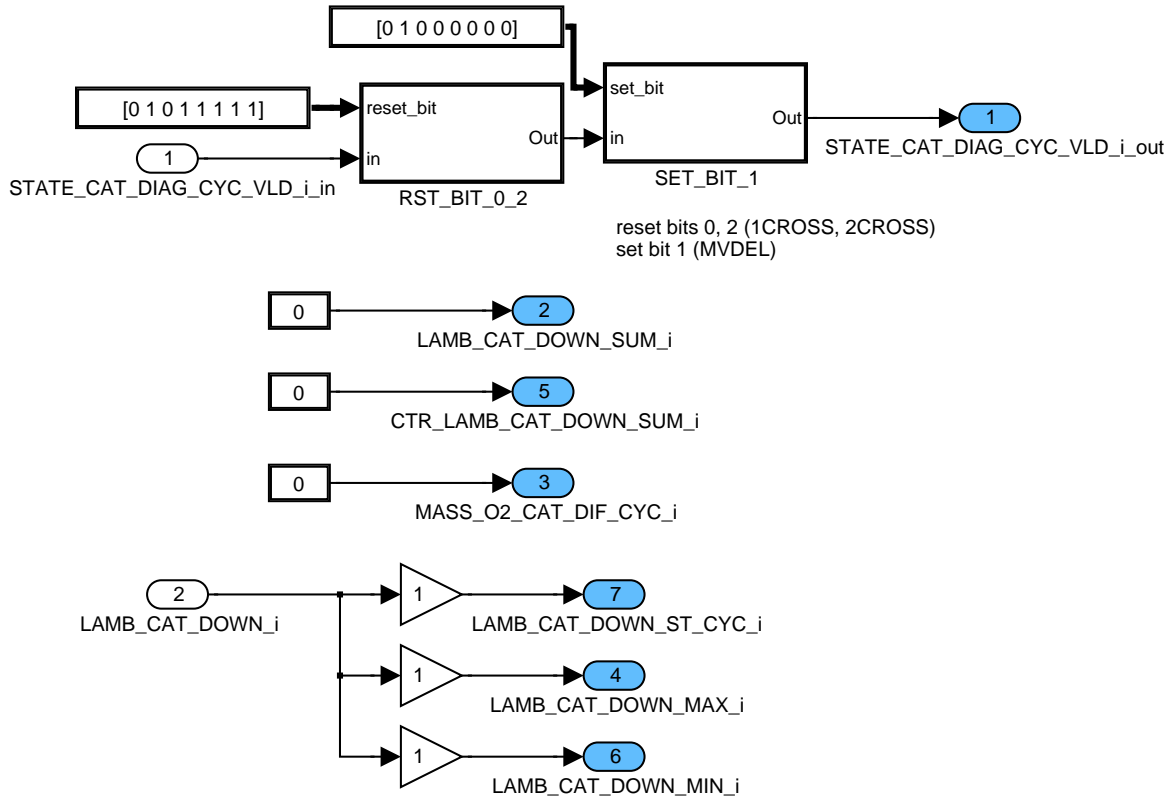 [0 1 0 0 0 0 0 0]
set_bit
[0 1 0 1 1 1 1 1]
reset_bit
Out
1
Out
in
1
in
STATE_CAT_DIAG_CYC_VLD_i_out
STATE_CAT_DIAG_CYC_VLD_i_in
RST_BIT_0_2
SET_BIT_1
reset bits 0, 2 (1CROSS, 2CROSS)
set bit 1 (MVDEL)
0
2
LAMB_CAT_DOWN_SUM_i
0
5
CTR_LAMB_CAT_DOWN_SUM_i
0
3
MASS_O2_CAT_DIF_CYC_i
2
1
7
LAMB_CAT_DOWN_i
LAMB_CAT_DOWN_ST_CYC_i
1
4
LAMB_CAT_DOWN_MAX_i
1
6
LAMB_CAT_DOWN_MIN_i